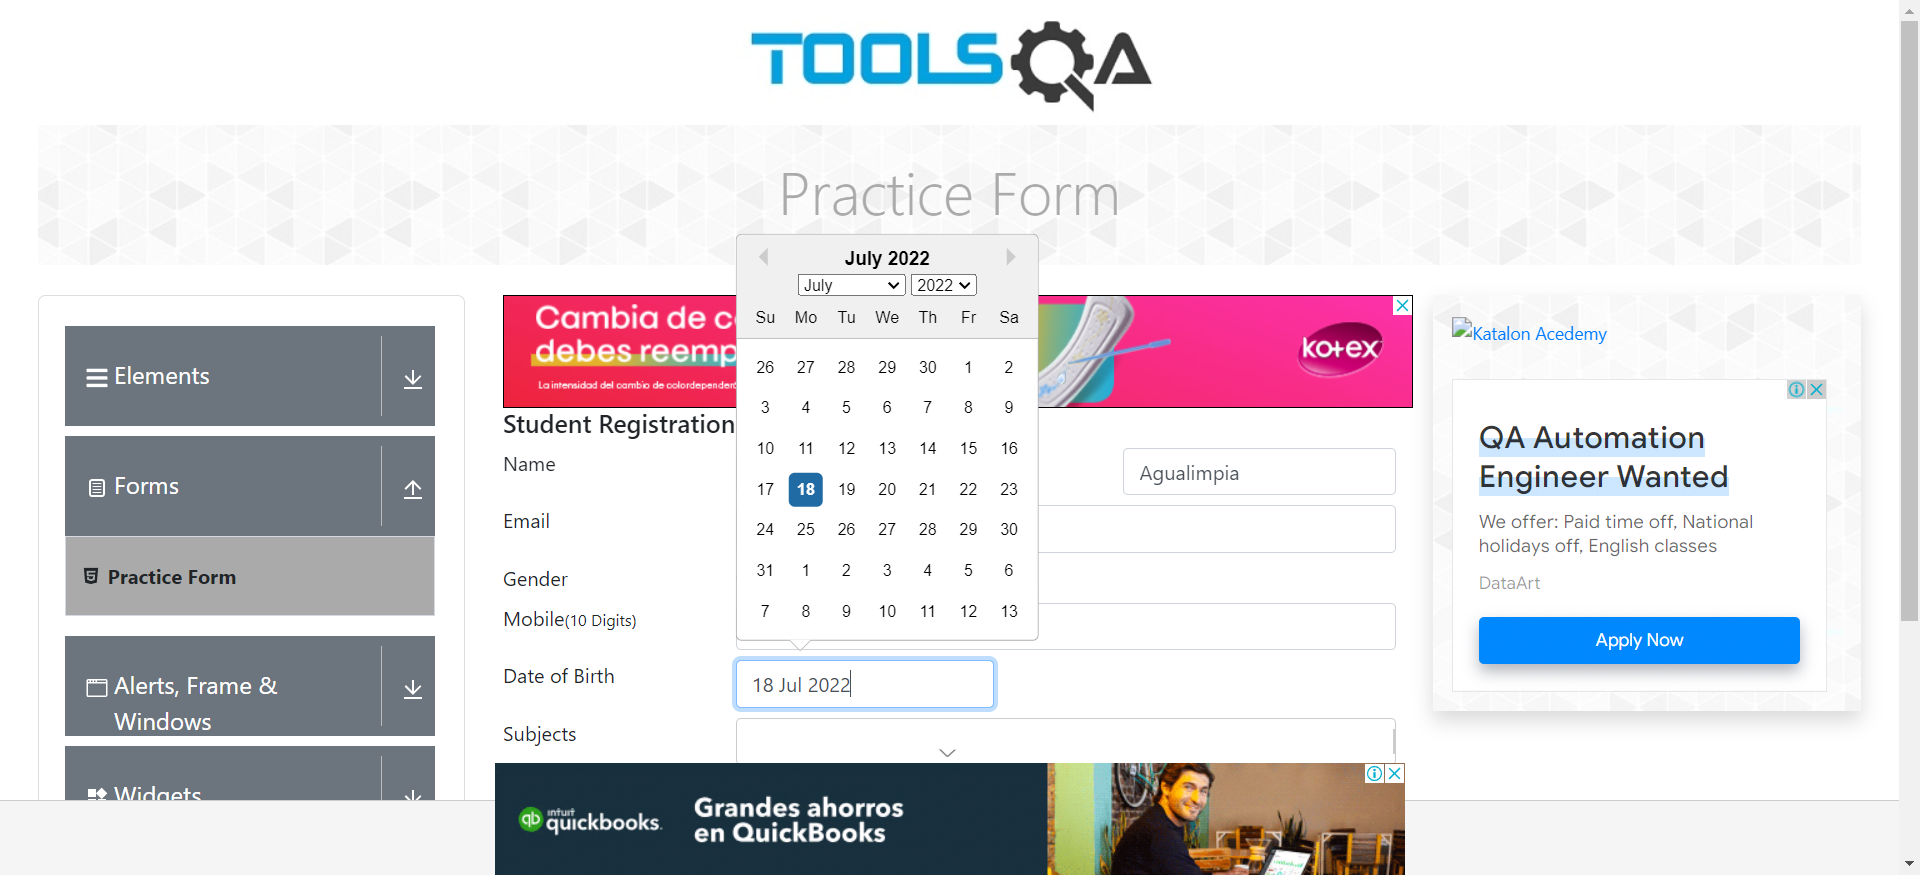 TOOLSQA
Practice Form
July 2022
July 2022
Su Mo Tu We Th Fr Sa
26 27 28 29 30 1 2
3 4 5 6 7 8 9
10 11 12 13 14 15 16
17 18 19 20 21 22 23
24 25 26 27 28 29 30
31 1 2 3 4 5 6
7 8 9 10 11 12 13
Elements
Forms
Practice Form
Alerts, Frame &
Windows
Widgets
Cambia de c
debes reemp
La intensidad del cambio de color dependerá
kotex
Student Registration
Name
Agualimpia
Email
Gender
Mobile(10 Digits)
Date of Birth
18 Jul 2022
Subjects
Katalon Acedemy
QA Automation
Engineer Wanted
We offer: Paid time off, National
holidays off, English classes
DataArt
Apply Now
qb intuit quickbooks.
Grandes ahorros
en QuickBooks